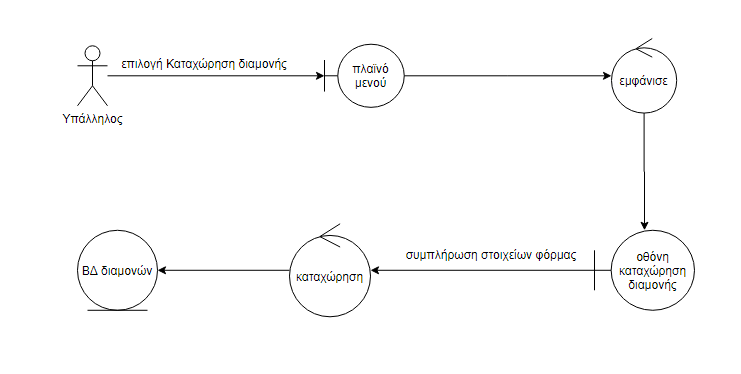 επιλογή Καταχώρηση διαμονής
πλαϊνό
μενού
εμφάνισε
Υπάλληλος
συμπλήρωση στοιχείων φόρμας
οθόνη
καταχώρηση
διαμονής
ΒΔ διαμονών
καταχώρηση